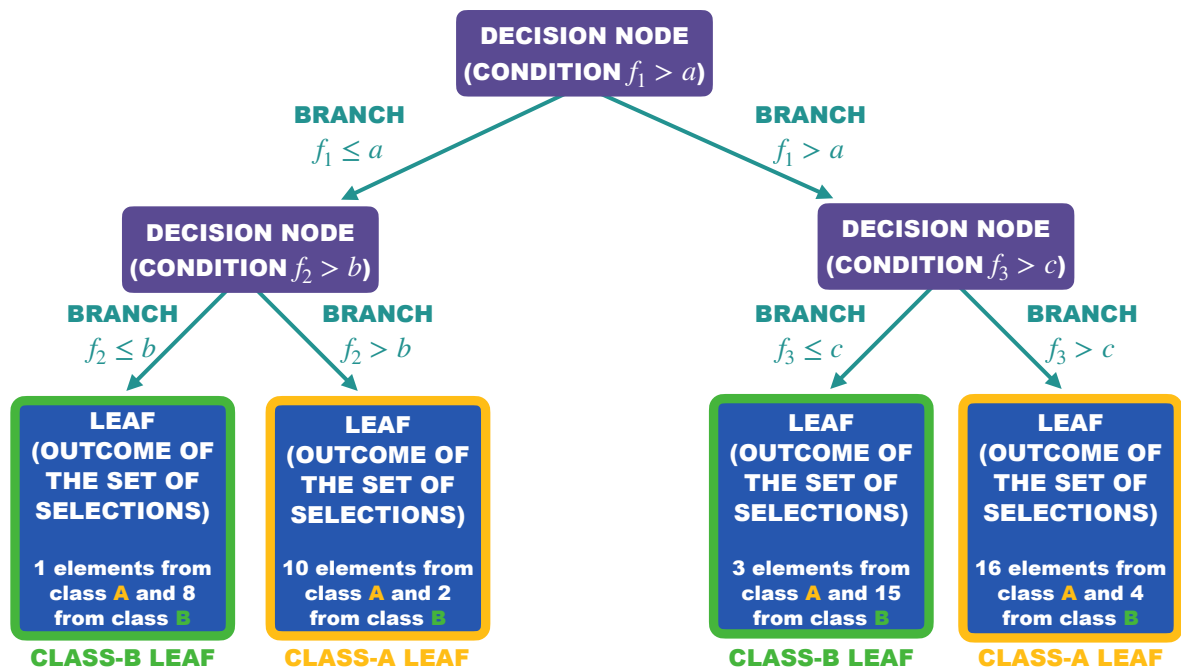 DECISION NODE
(CONDITION f₁ > a)
BRANCH
f₁ ≤ a
BRANCH
f₁ > a
DECISION NODE
(CONDITION f₂ > b)
DECISION NODE
(CONDITION f₃ > c)
BRANCH
f₂ ≤ b
BRANCH
f₂ > b
BRANCH
f₃ ≤ c
BRANCH
f₃ > c
LEAF
(OUTCOME OF
THE SET OF
SELECTIONS)
1 elements from
class A and 8
from class B
CLASS-B LEAF
LEAF
(OUTCOME OF
THE SET OF
SELECTIONS)
10 elements from
class A and 2
from class B
CLASS-A LEAF
LEAF
(OUTCOME OF
THE SET OF
SELECTIONS)
3 elements from
class A and 15
from class B
CLASS-B LEAF
LEAF
(OUTCOME OF
THE SET OF
SELECTIONS)
16 elements from
class A and 4
from class B
CLASS-A LEAF